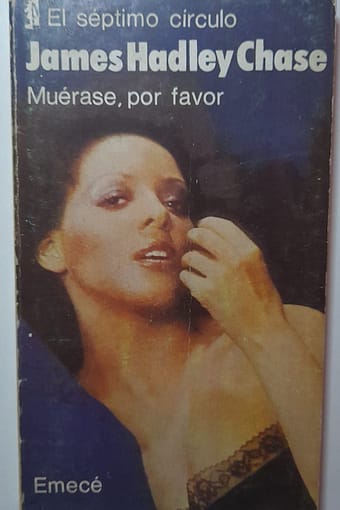 El séptimo círculo
James Hadley Chase
Muérase, por favor
Emecé